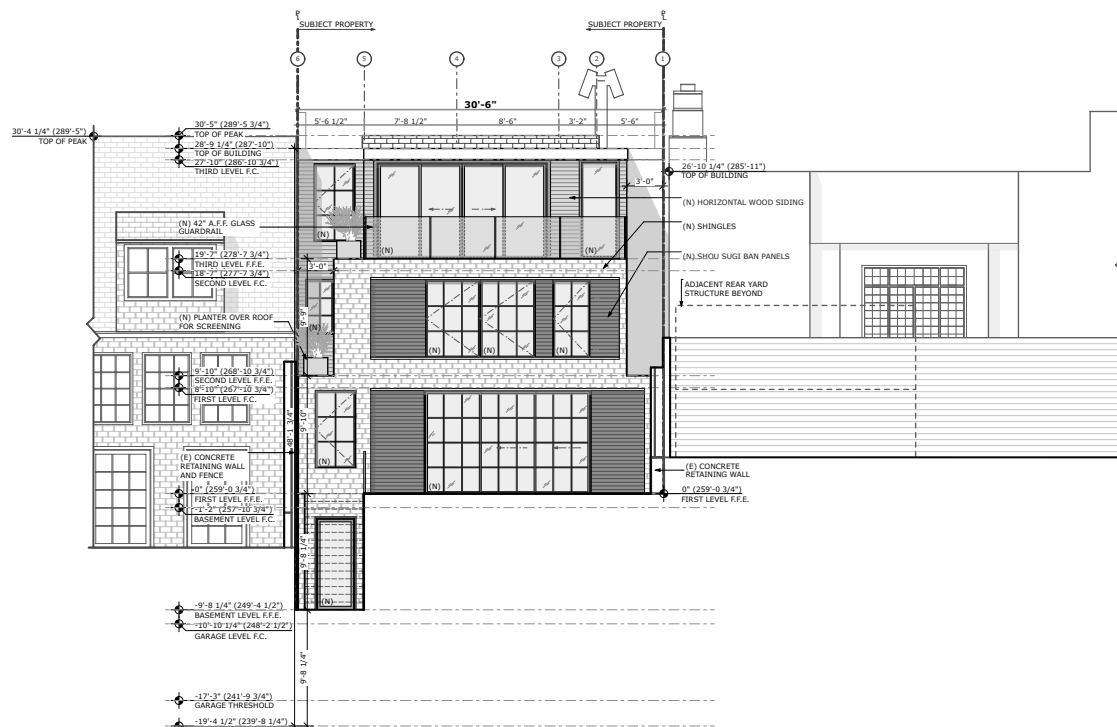 P
P
SUBJECT PROPERTY
SUBJECT PROPERTY
6
5
4
3
2
1
30'-6"
5'-6 1/2"
7'-8 1/2"
8'-6"
3'-2"
5'-6"
30'-4 1/4" (289'-5")
TOP OF PEAK
30'-5" (289'-5 3/4")
TOP OF PEAK
28'-9 1/4" (287'-10")
TOP OF BUILDING
27'-10" (286'-10 3/4")
THIRD LEVEL F.C.
26'-10 1/4" (285'-11")
TOP OF BUILDING
3'-0"
(N) HORIZONTAL WOOD SIDING
(N) 42" A.F.F. GLASS
GUARDRAIL
(N) SHINGLES
(N)
(N)
(N)
(N) SHOU SUGI BAN PANELS
19'-7" (278'-7 3/4")
THIRD LEVEL F.F.E.
18'-7" (277'-7 3/4")
SECOND LEVEL F.C.
3'-0"
ADJACENT REAR YARD
STRUCTURE BEYOND
9'-9"
(N) PLANTER OVER ROOF
FOR SCREENING
(N)
(N)
(N)
(N)
9'-10" (268'-10 3/4")
SECOND LEVEL F.F.E.
8'-10" (267'-10 3/4")
FIRST LEVEL F.C.
48'-1 3/4"
9'-10"
(E) CONCRETE
RETAINING WALL
AND FENCE
(N)
(N)
(E) CONCRETE
RETAINING WALL
0" (259'-0 3/4")
FIRST LEVEL F.F.E.
0" (259'-0 3/4")
FIRST LEVEL F.F.E.
-1'-2" (257'-10 3/4")
BASEMENT LEVEL F.C.
9'-8 1/4"
(N)
-9'-8 1/4" (249'-4 1/2")
BASEMENT LEVEL F.F.E.
-10'-10 1/4" (248'-2 1/2")
GARAGE LEVEL F.C.
9'-8 1/4"
-17'-3" (241'-9 3/4")
GARAGE THRESHOLD
-19'-4 1/2" (239'-8 1/4")